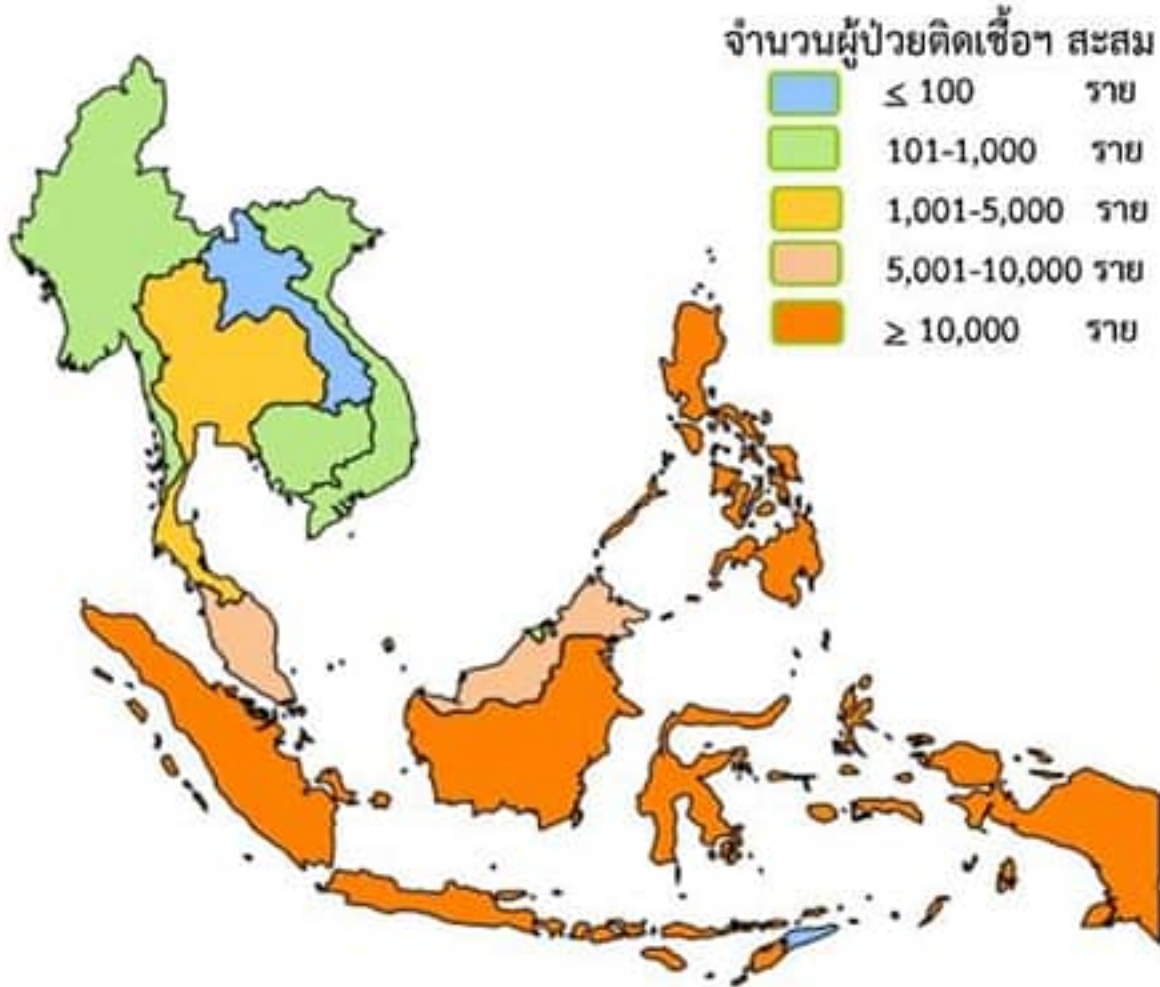 จำนวนผู้ป่วยติดเชื้อฯ สะสม
≤ 100 ราย
101-1,000 ราย
1,001-5,000 ราย
5,001-10,000 ราย
≥ 10,000 ราย